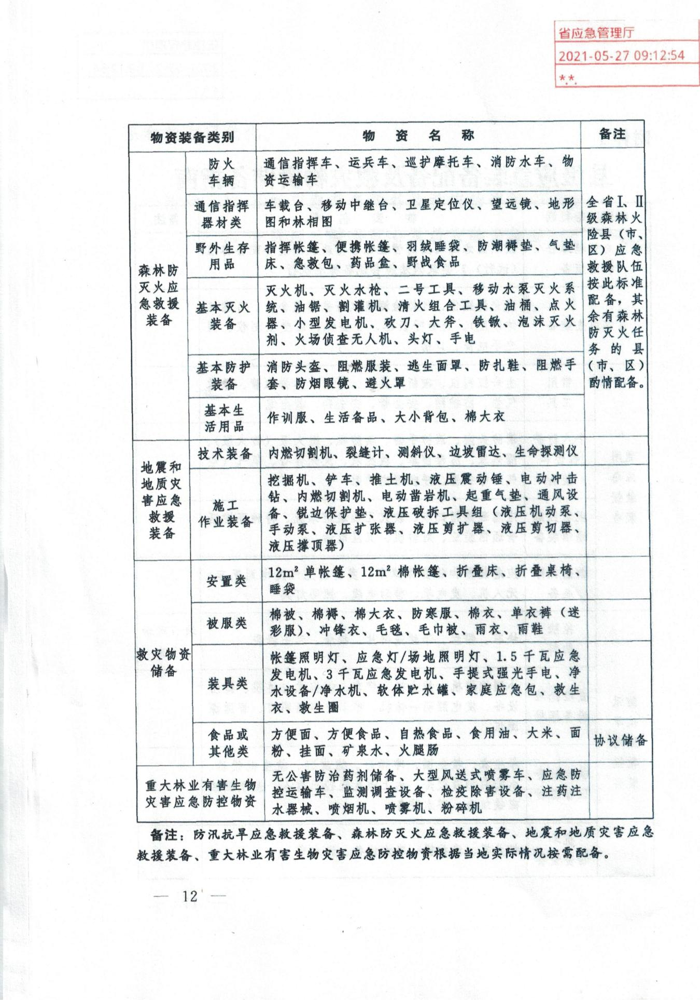 省应急管理厅
2021-05-27 09:12:54
**
物资装备类别
物 资 名 称
备注
森林防
灭火应
急救援
装备
防火
车辆
通信指挥车、运兵车、巡护摩托车、消防水车、物
资运输车
通信指挥
器材类
车载台、移动中继台、卫星定位仪、望远镜、地形
图和林相图
野外生存
用品
指挥帐篷、便携帐篷、羽绒睡袋、防潮褥垫、气垫
床、急救包、药品盒、野战食品
基本灭火
装备
灭火机、灭火水枪、二号工具、移动水泵灭火系
统、油锯、割灌机、清火组合工具、油桶、点火
器、小型发电机、砍刀、大斧、铁锹、泡沫灭火
剂、火场侦查无人机、头灯、手电
基本防护
装备
消防头盔、阻燃服装、逃生面罩、防扎鞋、阻燃手
套、防烟眼镜、避火罩
基本生
活用品
作训服、生活备品、大小背包、棉大衣
全省Ⅰ、Ⅱ
级森林火
险县（市、
区）应急
救援队伍
按此标准
配备，其
余有森林
防灭火任
务的县
（市、区）
酌情配备。
地震和
地质灾
害应急
救援
装备
技术装备
内燃切割机、裂缝计、测斜仪、边坡雷达、生命探测仪
施工
作业装备
挖掘机、铲车、推土机、液压震动锤、电动冲击
钻、内燃切割机、电动凿岩机、起重气垫、通风设
备、锐边保护垫、液压破拆工具组（液压机动泵、
手动泵、液压扩张器、液压剪扩器、液压剪切器、
液压撑顶器）
救灾物资
储备
安置类
12m²单帐篷、12m²棉帐篷、折叠床、折叠桌椅、
睡袋
被服类
棉被、棉褥、棉大衣、防寒服、棉衣、单衣裤（迷
彩服）、冲锋衣、毛毯、毛巾被、雨衣、雨鞋
装具类
帐篷照明灯、应急灯/场地照明灯、1.5千瓦应急
发电机、3千瓦应急发电机、手提式强光手电、净
水设备/净水机、软体贮水罐、家庭应急包、救生
衣、救生圈
食品或
其他类
方便面、方便食品、自热食品、食用油、大米、面
粉、挂面、矿泉水、火腿肠
协议储备
重大林业有害生物
灾害应急防控物资
无公害防治药剂储备、大型风送式喷雾车、应急防
控运输车、监测调查设备、检疫除害设备、注药注
水器械、喷烟机、喷雾机、粉碎机
备注：防汛抗旱应急救援装备、森林防灭火应急救援装备、地震和地质灾害应急
救援装备、重大林业有害生物灾害应急防控物资根据当地实际情况按需配备。
— 12 —